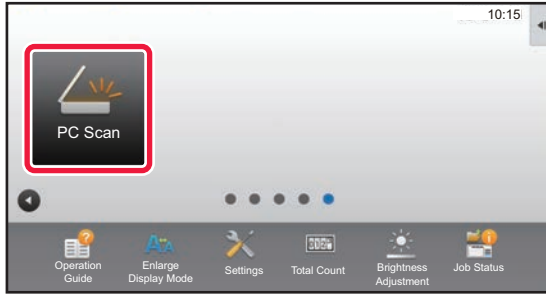 10:15
PC Scan
Operation
Guide
Enlarge
Display Mode
Settings
Total Count
Brightness
Adjustment
Job Status